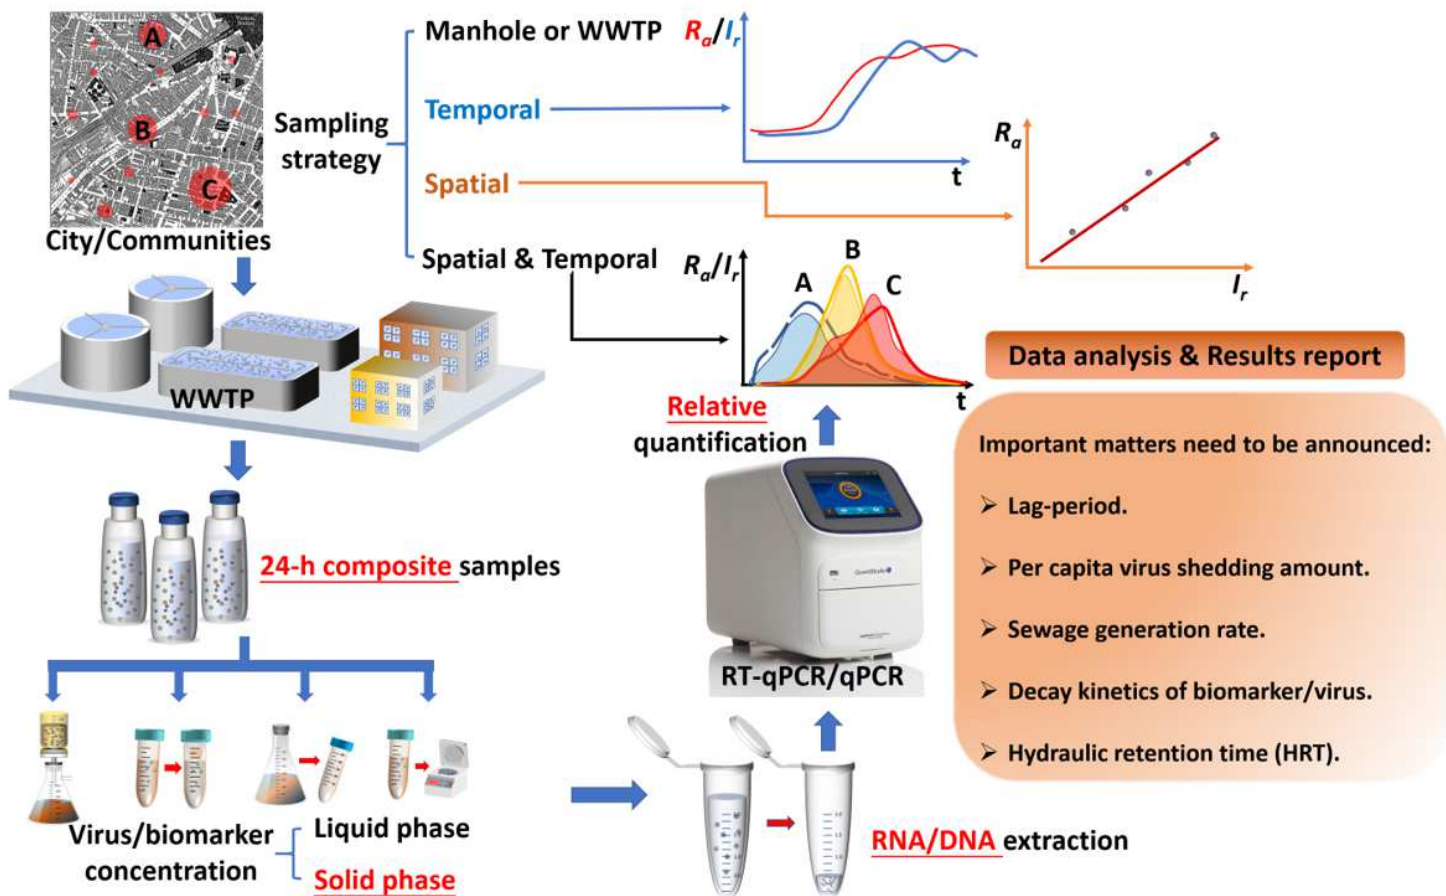 A
B
C
City/Communities
Sampling
strategy
Manhole or WWTP
Temporal
Spatial
Spatial & Temporal
Ra/Ir
t
Ra
Ir
Ra/Ir
A
B
C
t
WWTP
24-h composite samples
Virus/biomarker
concentration
Liquid phase
Solid phase
RNA/DNA extraction
RT-qPCR/qPCR
QuantStudio
Relative
quantification
Data analysis & Results report
Important matters need to be announced:
➢ Lag-period.
➢ Per capita virus shedding amount.
➢ Sewage generation rate.
➢ Decay kinetics of biomarker/virus.
➢ Hydraulic retention time (HRT).